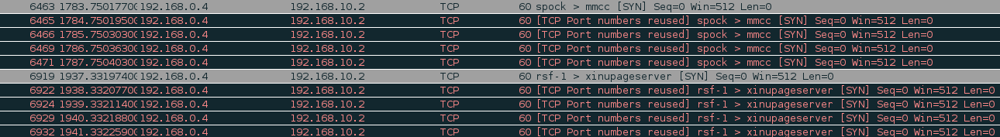 6463 1783.75017700 192.168.0.4 192.168.10.2 TCP 60 spock > mmcc [SYN] Seq=0 Win=512 Len=0
6465 1784.75019500 192.168.0.4 192.168.10.2 TCP 60 [TCP Port numbers reused] spock > mmcc [SYN] Seq=0 Win=512 Len=0
6466 1785.75030300 192.168.0.4 192.168.10.2 TCP 60 [TCP Port numbers reused] spock > mmcc [SYN] Seq=0 Win=512 Len=0
6469 1786.75036300 192.168.0.4 192.168.10.2 TCP 60 [TCP Port numbers reused] spock > mmcc [SYN] Seq=0 Win=512 Len=0
6471 1787.75040300 192.168.0.4 192.168.10.2 TCP 60 [TCP Port numbers reused] spock > mmcc [SYN] Seq=0 Win=512 Len=0
6919 1937.33197400 192.168.0.4 192.168.10.2 TCP 60 rsf-1 > xinupageserver [SYN] Seq=0 Win=512 Len=0
6922 1938.33207700 192.168.0.4 192.168.10.2 TCP 60 [TCP Port numbers reused] rsf-1 > xinupageserver [SYN] Seq=0 Win=512 Len=0
6924 1939.33211400 192.168.0.4 192.168.10.2 TCP 60 [TCP Port numbers reused] rsf-1 > xinupageserver [SYN] Seq=0 Win=512 Len=0
6929 1940.33218800 192.168.0.4 192.168.10.2 TCP 60 [TCP Port numbers reused] rsf-1 > xinupageserver [SYN] Seq=0 Win=512 Len=0
6932 1941.33225900 192.168.0.4 192.168.10.2 TCP 60 [TCP Port numbers reused] rsf-1 > xinupageserver [SYN] Seq=0 Win=512 Len=0